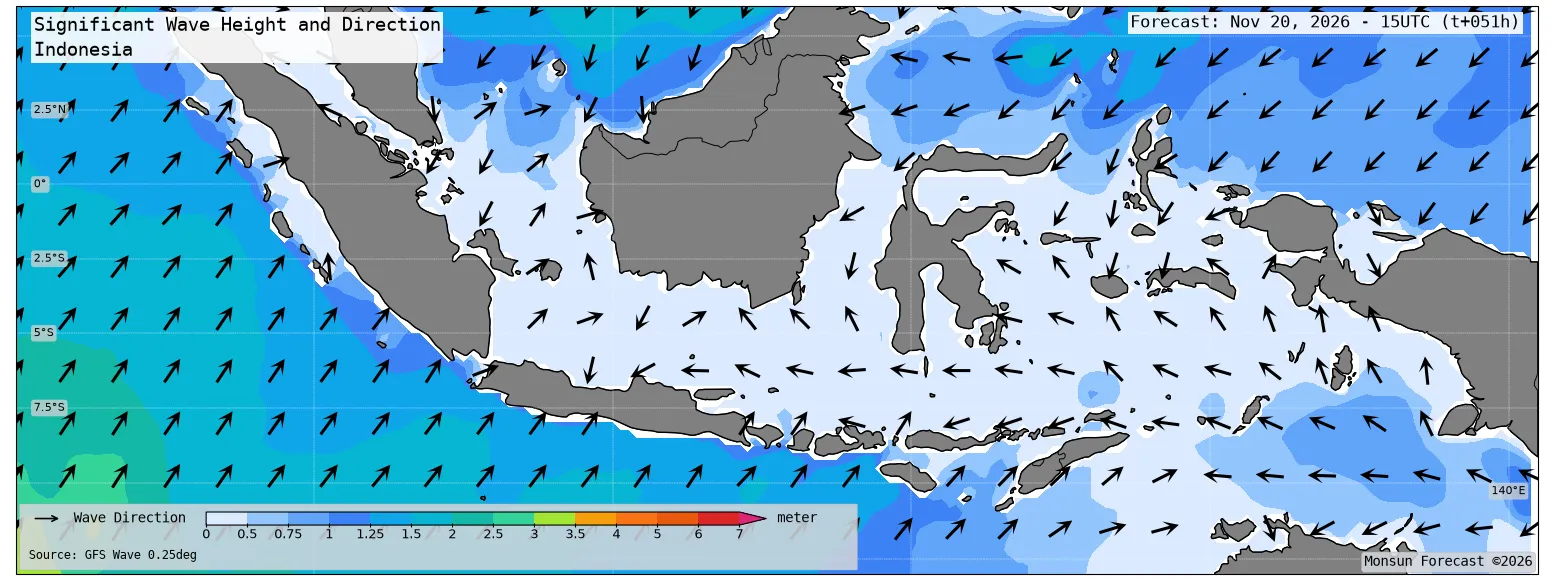 Significant Wave Height and Direction
Indonesia
Forecast: Nov 20, 2026 - 15UTC (t+051h)
2.5°N
0°
2.5°S
5°S
7.5°S
140°E
Wave Direction
0 0.5 0.75 1 1.25 1.5 2 2.5 3 3.5 4 5 6 7
meter
Source: GFS Wave 0.25deg
Monsun Forecast ©2026